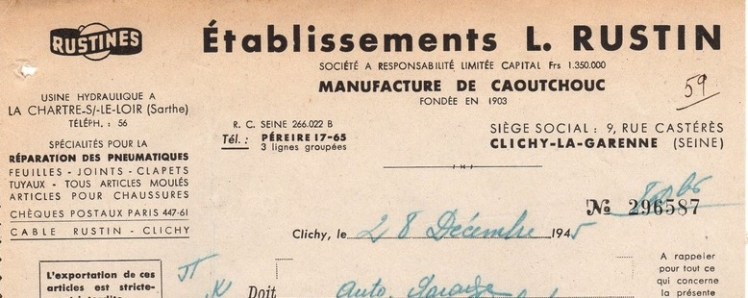 RUSTINES
Établissements L. RUSTIN
SOCIÉTÉ A RESPONSABILITÉ LIMITÉE CAPITAL Frs 1.350.000
MANUFACTURE DE CAOUTCHOUC
FONDÉE EN 1903
59
USINE HYDRAULIQUE A
LA CHARTRE-S/-LE-LOIR (Sarthe)
TÉLÉPH. : 56
SPÉCIALITÉS POUR LA
RÉPARATION DES PNEUMATIQUES
FEUILLES - JOINTS - CLAPETS
TUYAUX - TOUS ARTICLES MOULÉS
ARTICLES POUR CHAUSSURES
CHÈQUES POSTAUX PARIS 447-61
CABLE RUSTIN - CLICHY
R. C. SEINE 266.022 B
Tél. : PÉREIRE 17-65
3 lignes groupées
SIÈGE SOCIAL : 9, RUE CASTÉRÈS
CLICHY-LA-GARENNE (SEINE)
№ 296587
Clichy, le 28 Décembre 1945
L'exportation de ces
articles est stricte-
Doit Auto Garage
A rappeler
pour tout ce
qui concerne
la présente